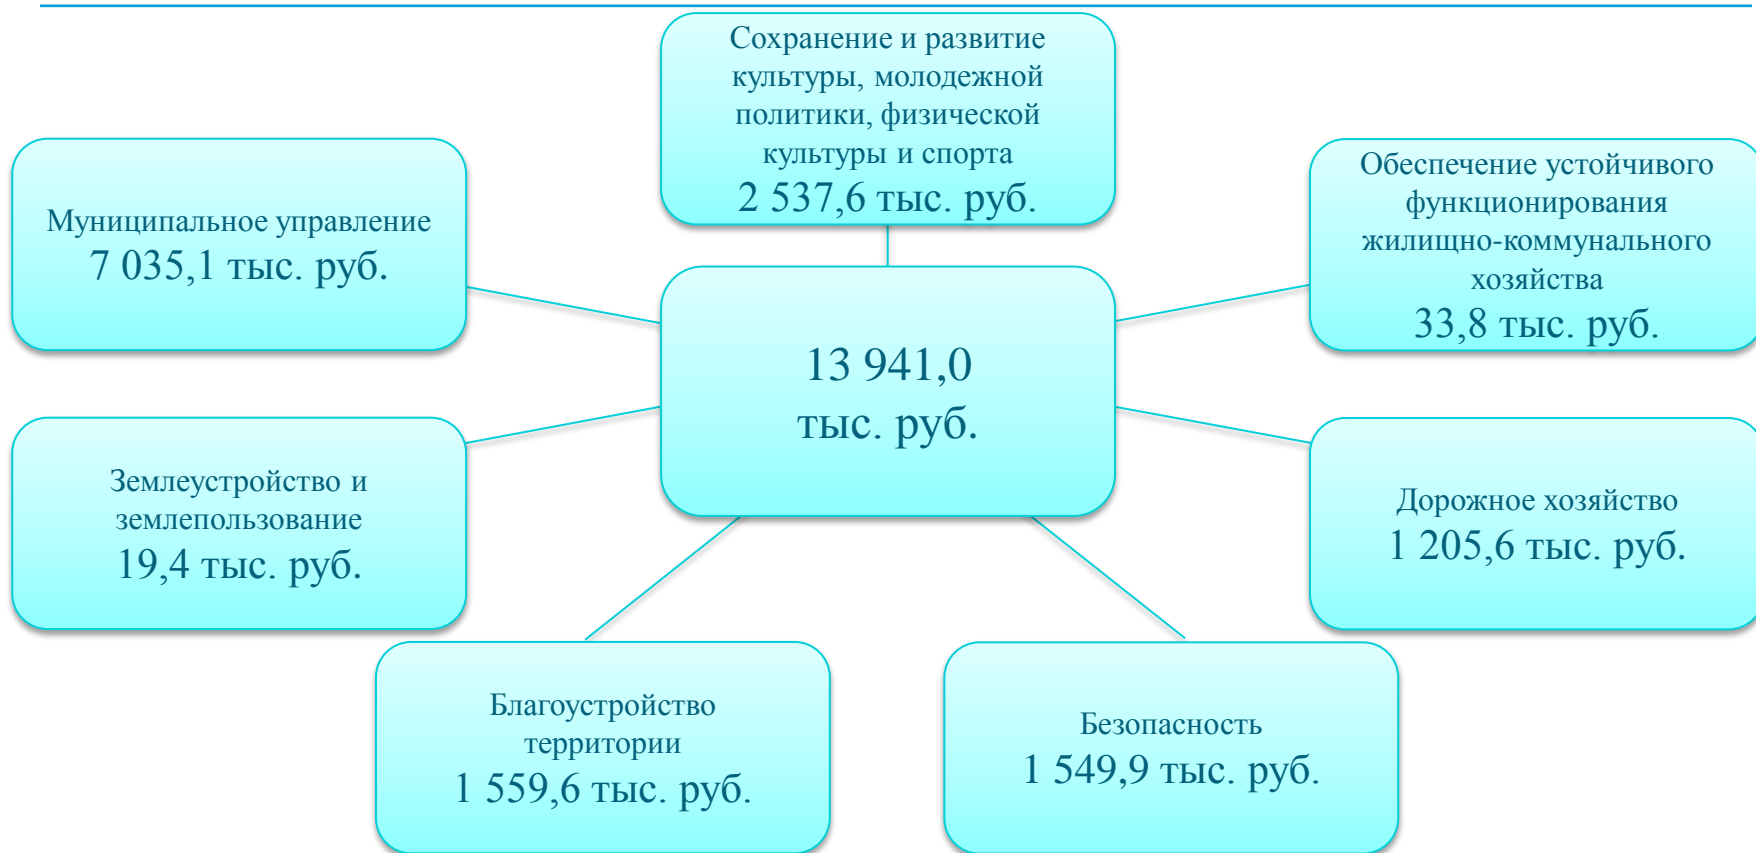 Сохранение и развитие
культуры, молодежной
политики, физической
культуры и спорта
2 537,6 тыс. руб.
Муниципальное управление
7 035,1 тыс. руб.
Обеспечение устойчивого
функционирования
жилищно-коммунального
хозяйства
33,8 тыс. руб.
13 941,0
тыс. руб.
Землеустройство и
землепользование
19,4 тыс. руб.
Дорожное хозяйство
1 205,6 тыс. руб.
Благоустройство
территории
1 559,6 тыс. руб.
Безопасность
1 549,9 тыс. руб.